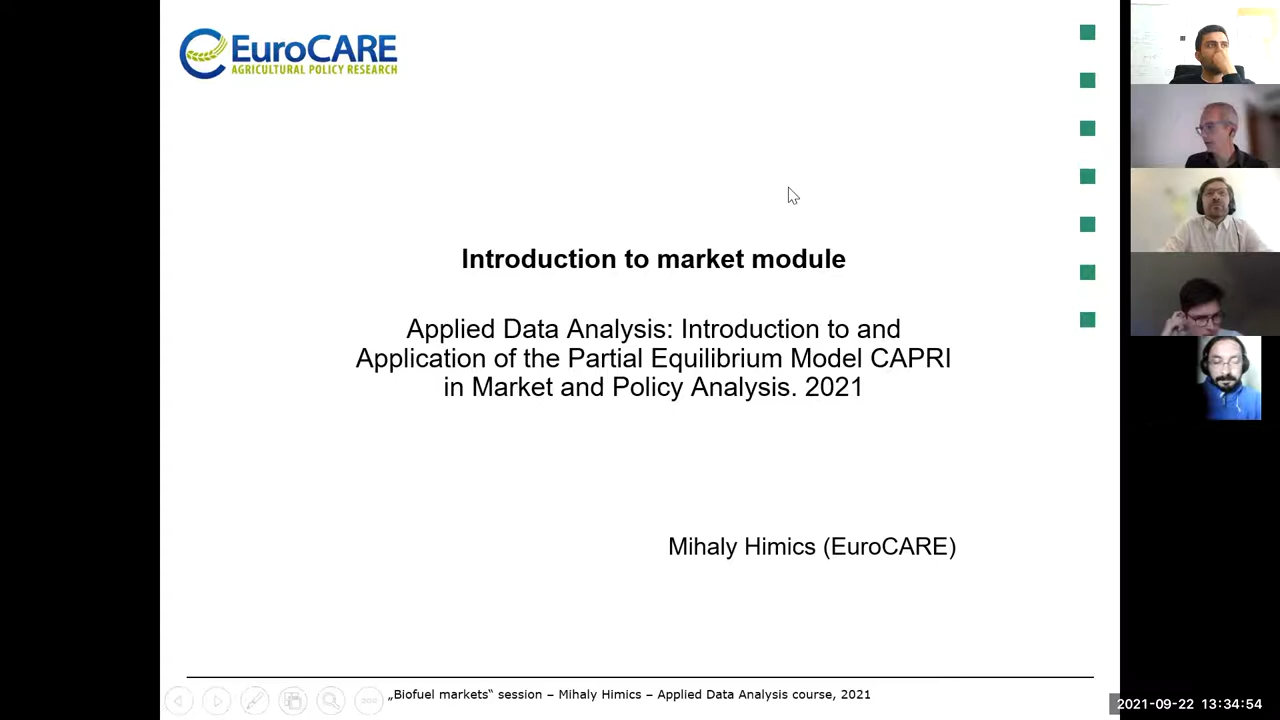 EuroCARE
AGRICULTURAL POLICY RESEARCH
Introduction to market module
Applied Data Analysis: Introduction to and
Application of the Partial Equilibrium Model CAPRI
in Market and Policy Analysis. 2021
Mihaly Himics (EuroCARE)
„Biofuel markets“ session – Mihaly Himics – Applied Data Analysis course, 2021
2021-09-22 13:34:54